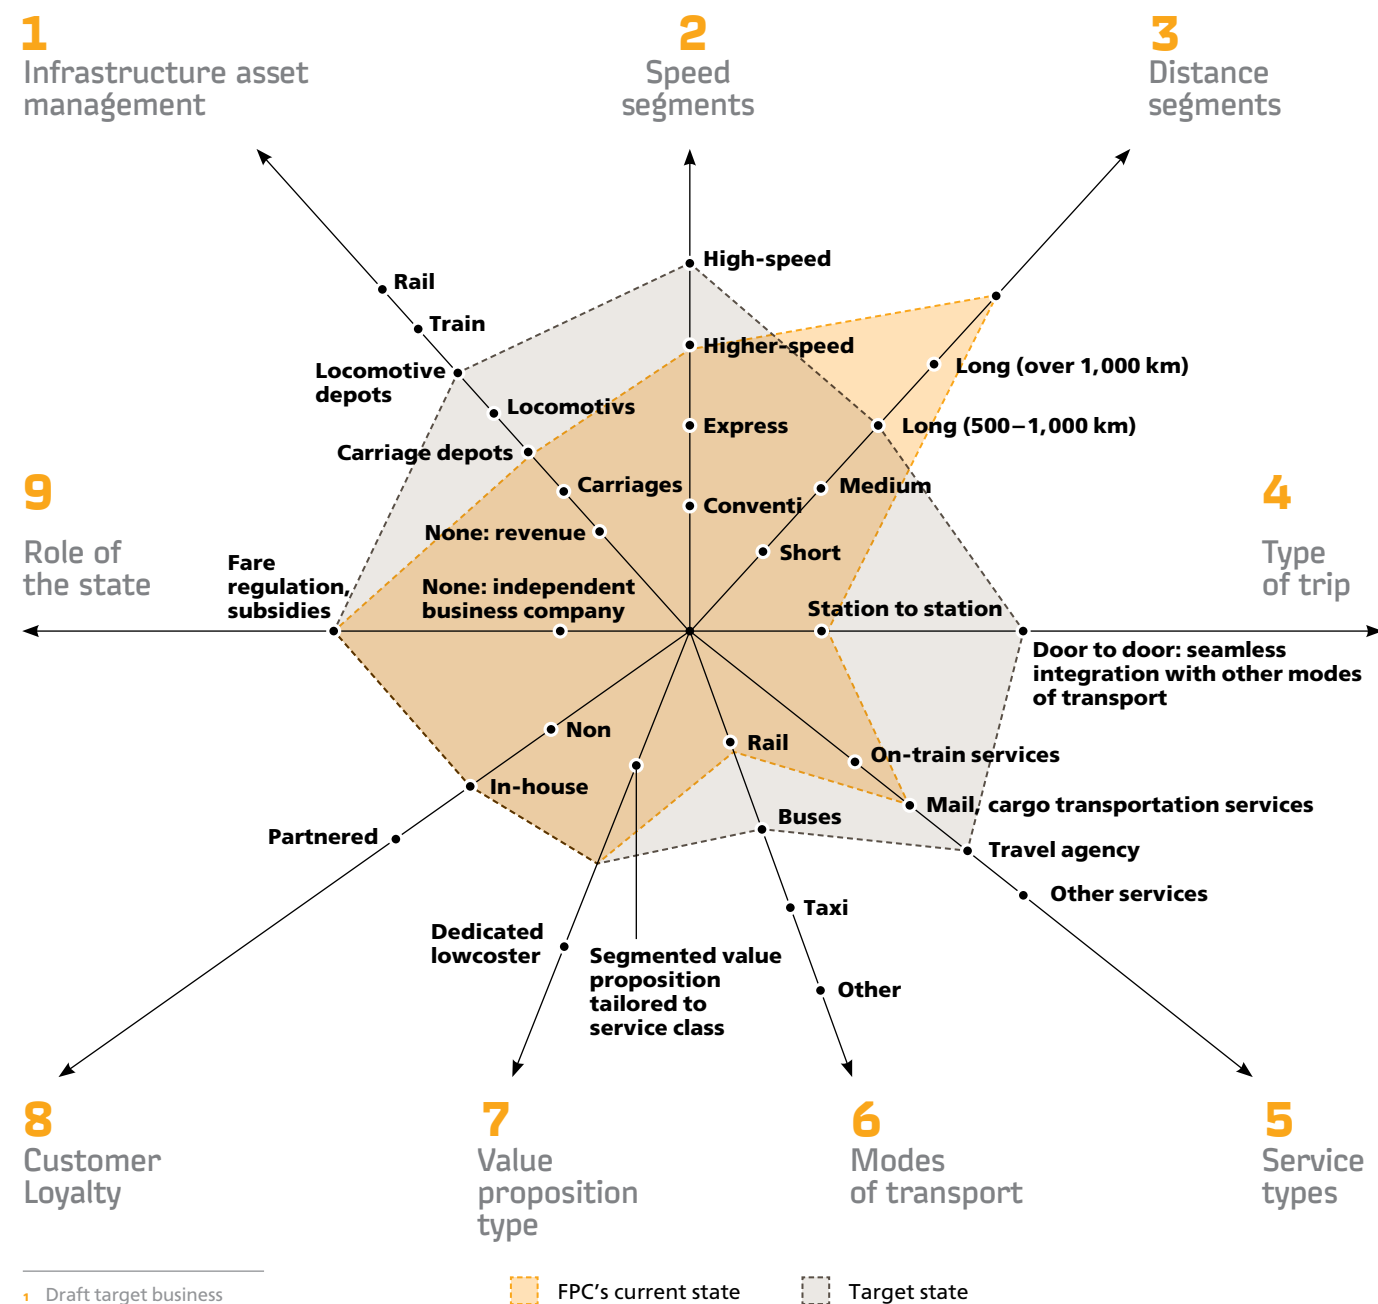 1
Infrastructure asset
management
2
Speed
segments
3
Distance
segments
High-speed
Rail
Train
Higher-speed
Locomotive
depots
Long (over 1,000 km)
Locomotivs
Express
Long (500–1,000 km)
Carriage depots
Carriages
Medium
9
Role of
the state
4
Type
of trip
Conventi
None: revenue
Short
Fare
regulation,
subsidies
None: independent
business company
Station to station
Door to door: seamless
integration with other modes
of transport
Non
Rail
On-train services
In-house
Mail, cargo transportation services
Buses
Partnered
Travel agency
Other services
Taxi
Dedicated
lowcoster
Segmented value
proposition
tailored to
service class
Other
8
Customer
Loyalty
7
Value
proposition
type
6
Modes
of transport
5
Service
types
1 Draft target business
FPC's current state
Target state